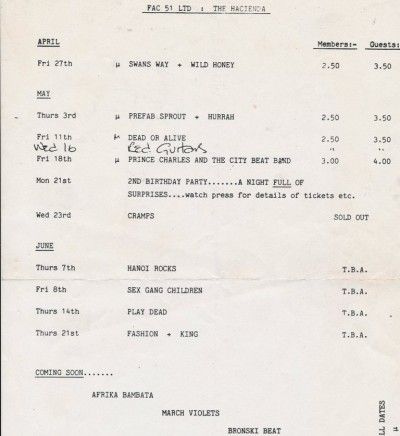 FAC 51 LTD : THE HACIENDA
APRIL Members:- Guests:
Fri 27th µ SWANS WAY + WILD HONEY 2.50 3.50
MAY
Thurs 3rd µ PREFAB SPROUT + HURRAH 2.50 3.50
Fri 11th µ DEAD OR ALIVE 2.50 3.50
Wed 16 Red Guitars " "
Fri 18th µ PRINCE CHARLES AND THE CITY BEAT BAND 3.00 4.00
Mon 21st 2ND BIRTHDAY PARTY.......A NIGHT FULL OF
SURPRISES....watch press for details of tickets etc.
Wed 23rd CRAMPS SOLD OUT
JUNE
Thurs 7th HANOI ROCKS T.B.A.
Fri 8th SEX GANG CHILDREN T.B.A.
Thurs 14th PLAY DEAD T.B.A.
Thurs 21st FASHION + KING T.B.A.
COMING SOON.......
AFRIKA BAMBATA
MARCH VIOLETS
BRONSKI BEAT
LL DATES
µ